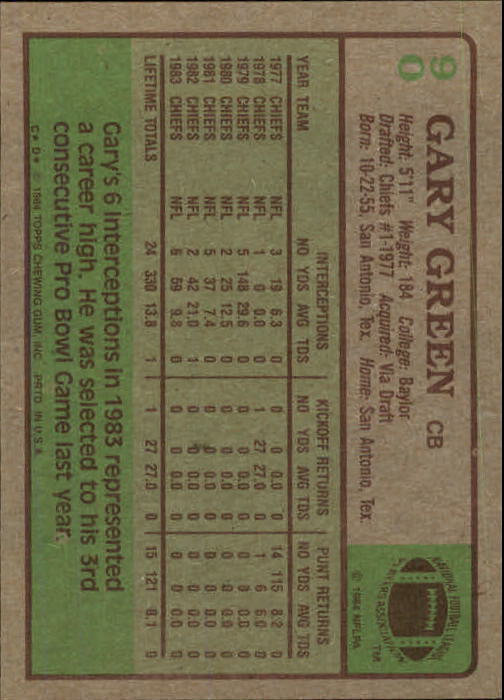 90
GARY GREEN CB
Height: 5'11" Weight: 184 College: Baylor
Drafted: Chiefs #1-1977 Acquired: Via Draft
Born: 10-22-55, San Antonio, Tex. Home: San Antonio, Tex.
NATIONAL FOOTBALL LEAGUE
PLAYERS ASSOCIATION
TM
© 1984 NFLPA
INTERCEPTIONS KICKOFF RETURNS PUNT RETURNS
YEAR TEAM NO YDS AVG TDS NO YDS AVG TDS NO YDS AVG TDS
1977 CHIEFS NFL 3 19 6.3 0 0 0 0.0 0 14 115 8.2 0
1978 CHIEFS NFL 1 0 0.0 0 1 27 27.0 0 1 6 6.0 0
1979 CHIEFS NFL 5 148 29.6 0 0 0 0.0 0 0 0 0.0 0
1980 CHIEFS NFL 2 25 12.5 0 0 0 0.0 0 0 0 0.0 0
1981 CHIEFS NFL 5 37 7.4 0 0 0 0.0 0 0 0 0.0 0
1982 CHIEFS NFL 2 42 21.0 1 0 0 0.0 0 0 0 0.0 0
1983 CHIEFS NFL 6 59 9.8 0 0 0 0.0 0 0 0 0.0 0
LIFETIME TOTALS 24 330 13.8 1 1 27 27.0 0 15 121 8.1 0
Gary's 6 Interceptions in 1983 represented
a career high. He was selected to his 3rd
consecutive Pro Bowl Game last year.
C* D* © 1984 TOPPS CHEWING GUM, INC. PRTD. IN U.S.A.